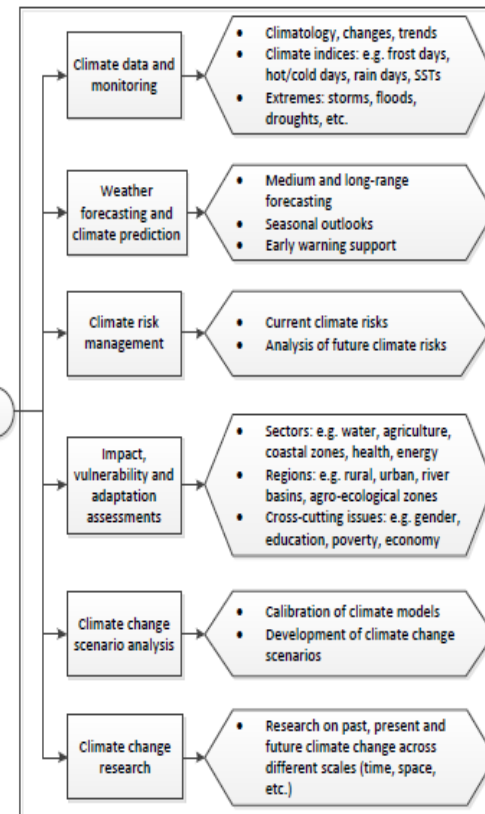 Climate data and
monitoring
• Climatology, changes, trends
• Climate indices: e.g. frost days,
hot/cold days, rain days, SSTs
• Extremes: storms, floods,
droughts, etc.
Weather
forecasting and
climate prediction
• Medium and long-range
forecasting
• Seasonal outlooks
• Early warning support
Climate risk
management
• Current climate risks
• Analysis of future climate risks
Impact,
vulnerability and
adaptation
assessments
• Sectors: e.g. water, agriculture,
coastal zones, health, energy
• Regions: e.g. rural, urban, river
basins, agro-ecological zones
• Cross-cutting issues: e.g. gender,
education, poverty, economy
Climate change
scenario analysis
• Calibration of climate models
• Development of climate change
scenarios
Climate change
research
• Research on past, present and
future climate change across
different scales (time, space,
etc.)